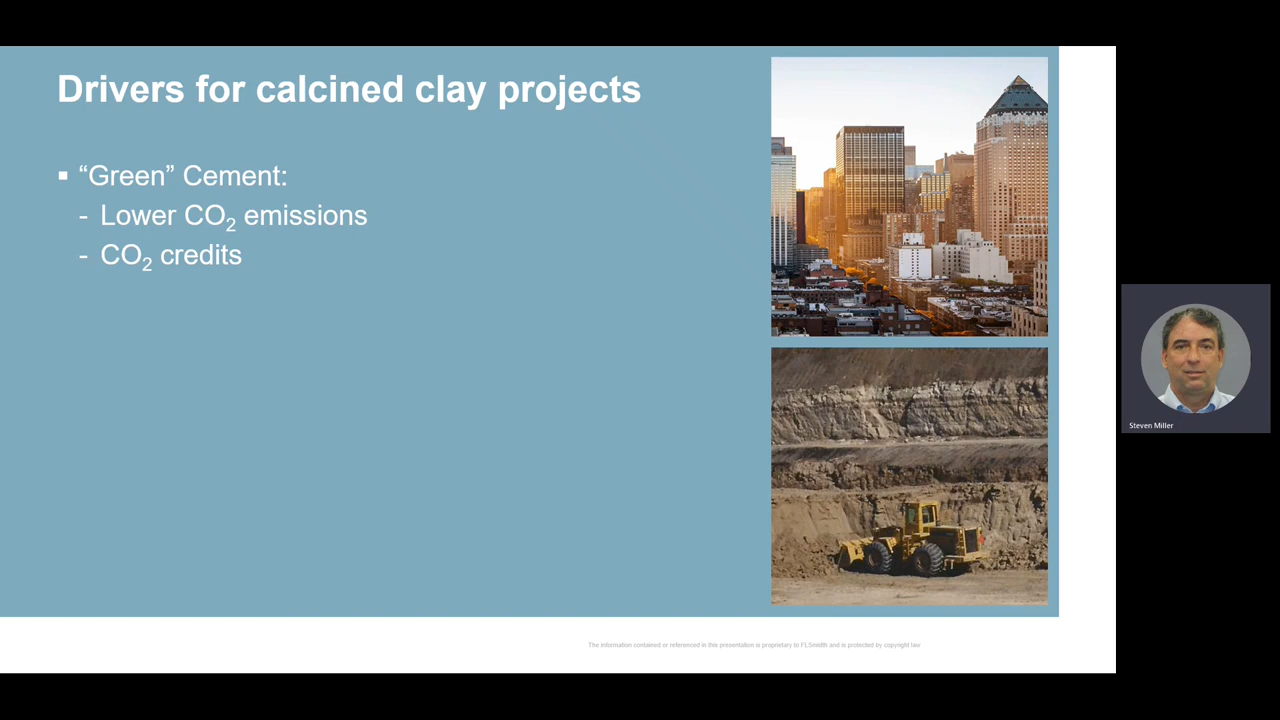 Drivers for calcined clay projects
▪ “Green” Cement:
- Lower CO₂ emissions
- CO₂ credits
Steven Miller
The information contained or referenced in this presentation is proprietary to FLSmidth and is protected by copyright law